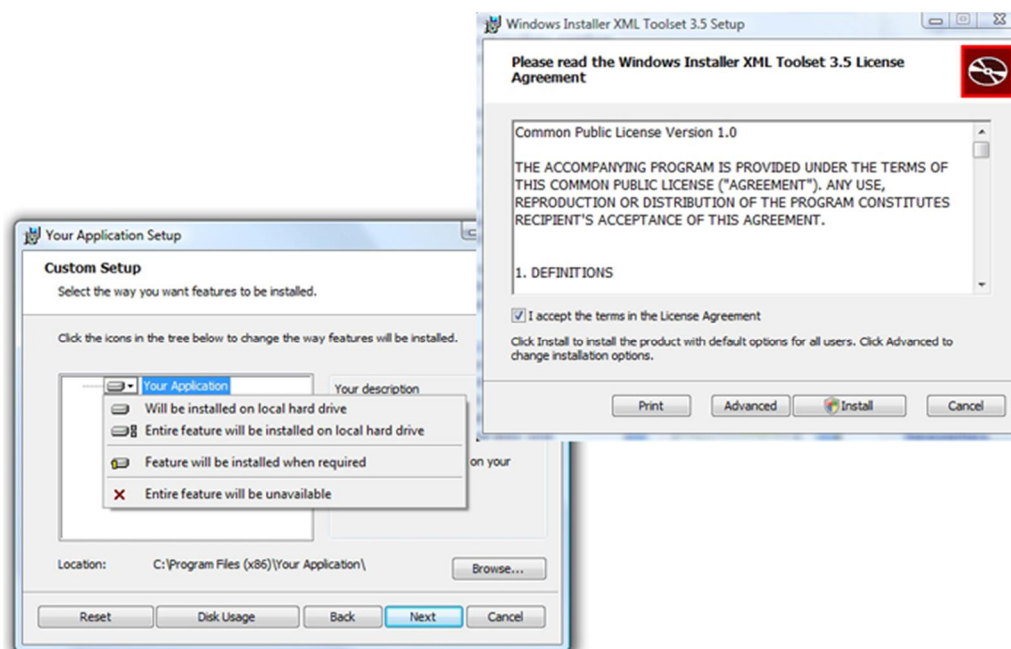 Windows Installer XML Toolset 3.5 Setup
Please read the Windows Installer XML Toolset 3.5 License
Agreement
Common Public License Version 1.0
THE ACCOMPANYING PROGRAM IS PROVIDED UNDER THE TERMS OF
THIS COMMON PUBLIC LICENSE ("AGREEMENT"). ANY USE,
REPRODUCTION OR DISTRIBUTION OF THE PROGRAM CONSTITUTES
RECIPIENT'S ACCEPTANCE OF THIS AGREEMENT.
1. DEFINITIONS
I accept the terms in the License Agreement
Click Install to install the product with default options for all users. Click Advanced to
change installation options.
Print
Advanced
Install
Cancel
Your Application Setup
Custom Setup
Select the way you want features to be installed.
Click the icons in the tree below to change the way features will be installed.
Your Application
Your description
Will be installed on local hard drive
Entire feature will be installed on local hard drive
Feature will be installed when required
on your
Entire feature will be unavailable
Location:
C:\Program Files (x86)\Your Application\
Browse...
Reset
Disk Usage
Back
Next
Cancel